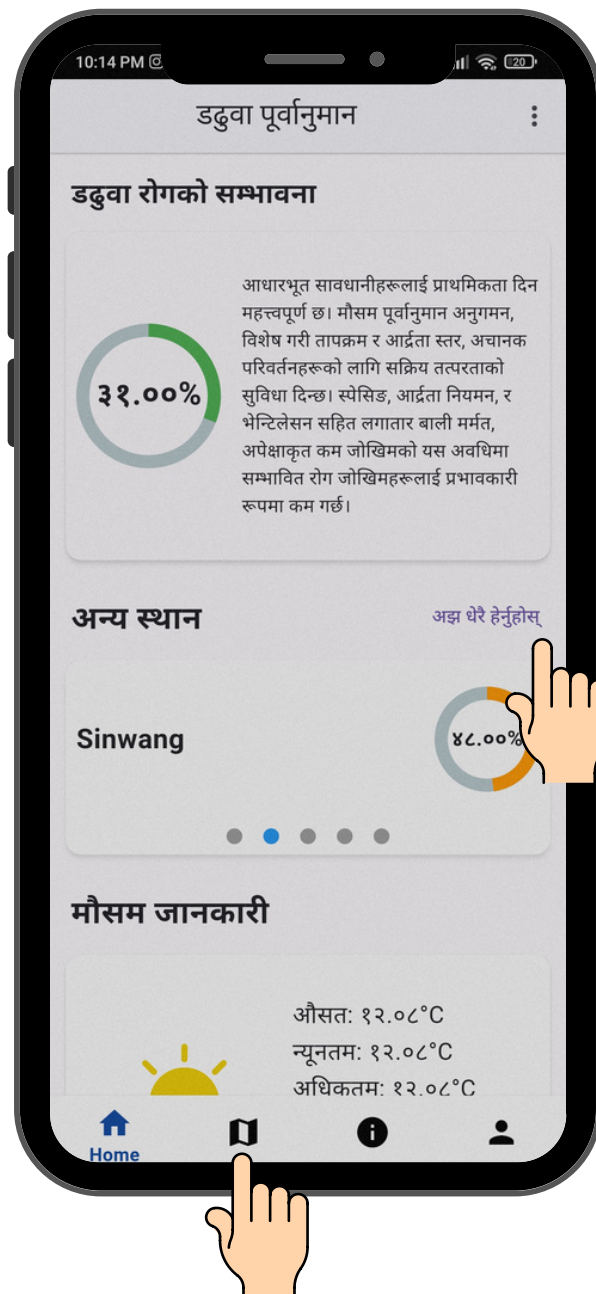 10:14 PM
20
डढुवा पूर्वानुमान
डढुवा रोगको सम्भावना
३१.००%
आधारभूत सावधानीहरूलाई प्राथमिकता दिन
महत्त्वपूर्ण छ। मौसम पूर्वानुमान अनुगमन,
विशेष गरी तापक्रम र आर्द्रता स्तर, अचानक
परिवर्तनहरूको लागि सक्रिय तत्परताको
सुविधा दिन्छ। स्पेसिङ, आर्द्रता नियमन, र
भेन्टिलेसन सहित लगातार बाली मर्मत,
अपेक्षाकृत कम जोखिमको यस अवधिमा
सम्भावित रोग जोखिमहरूलाई प्रभावकारी
रूपमा कम गर्छ।
अन्य स्थान
अझ धेरै हेर्नुहोस्
Sinwang
४८.००%
मौसम जानकारी
औसत: १२.०८°C
न्यूनतम: १२.०८°C
अधिकतम: १२.०८°C
Home